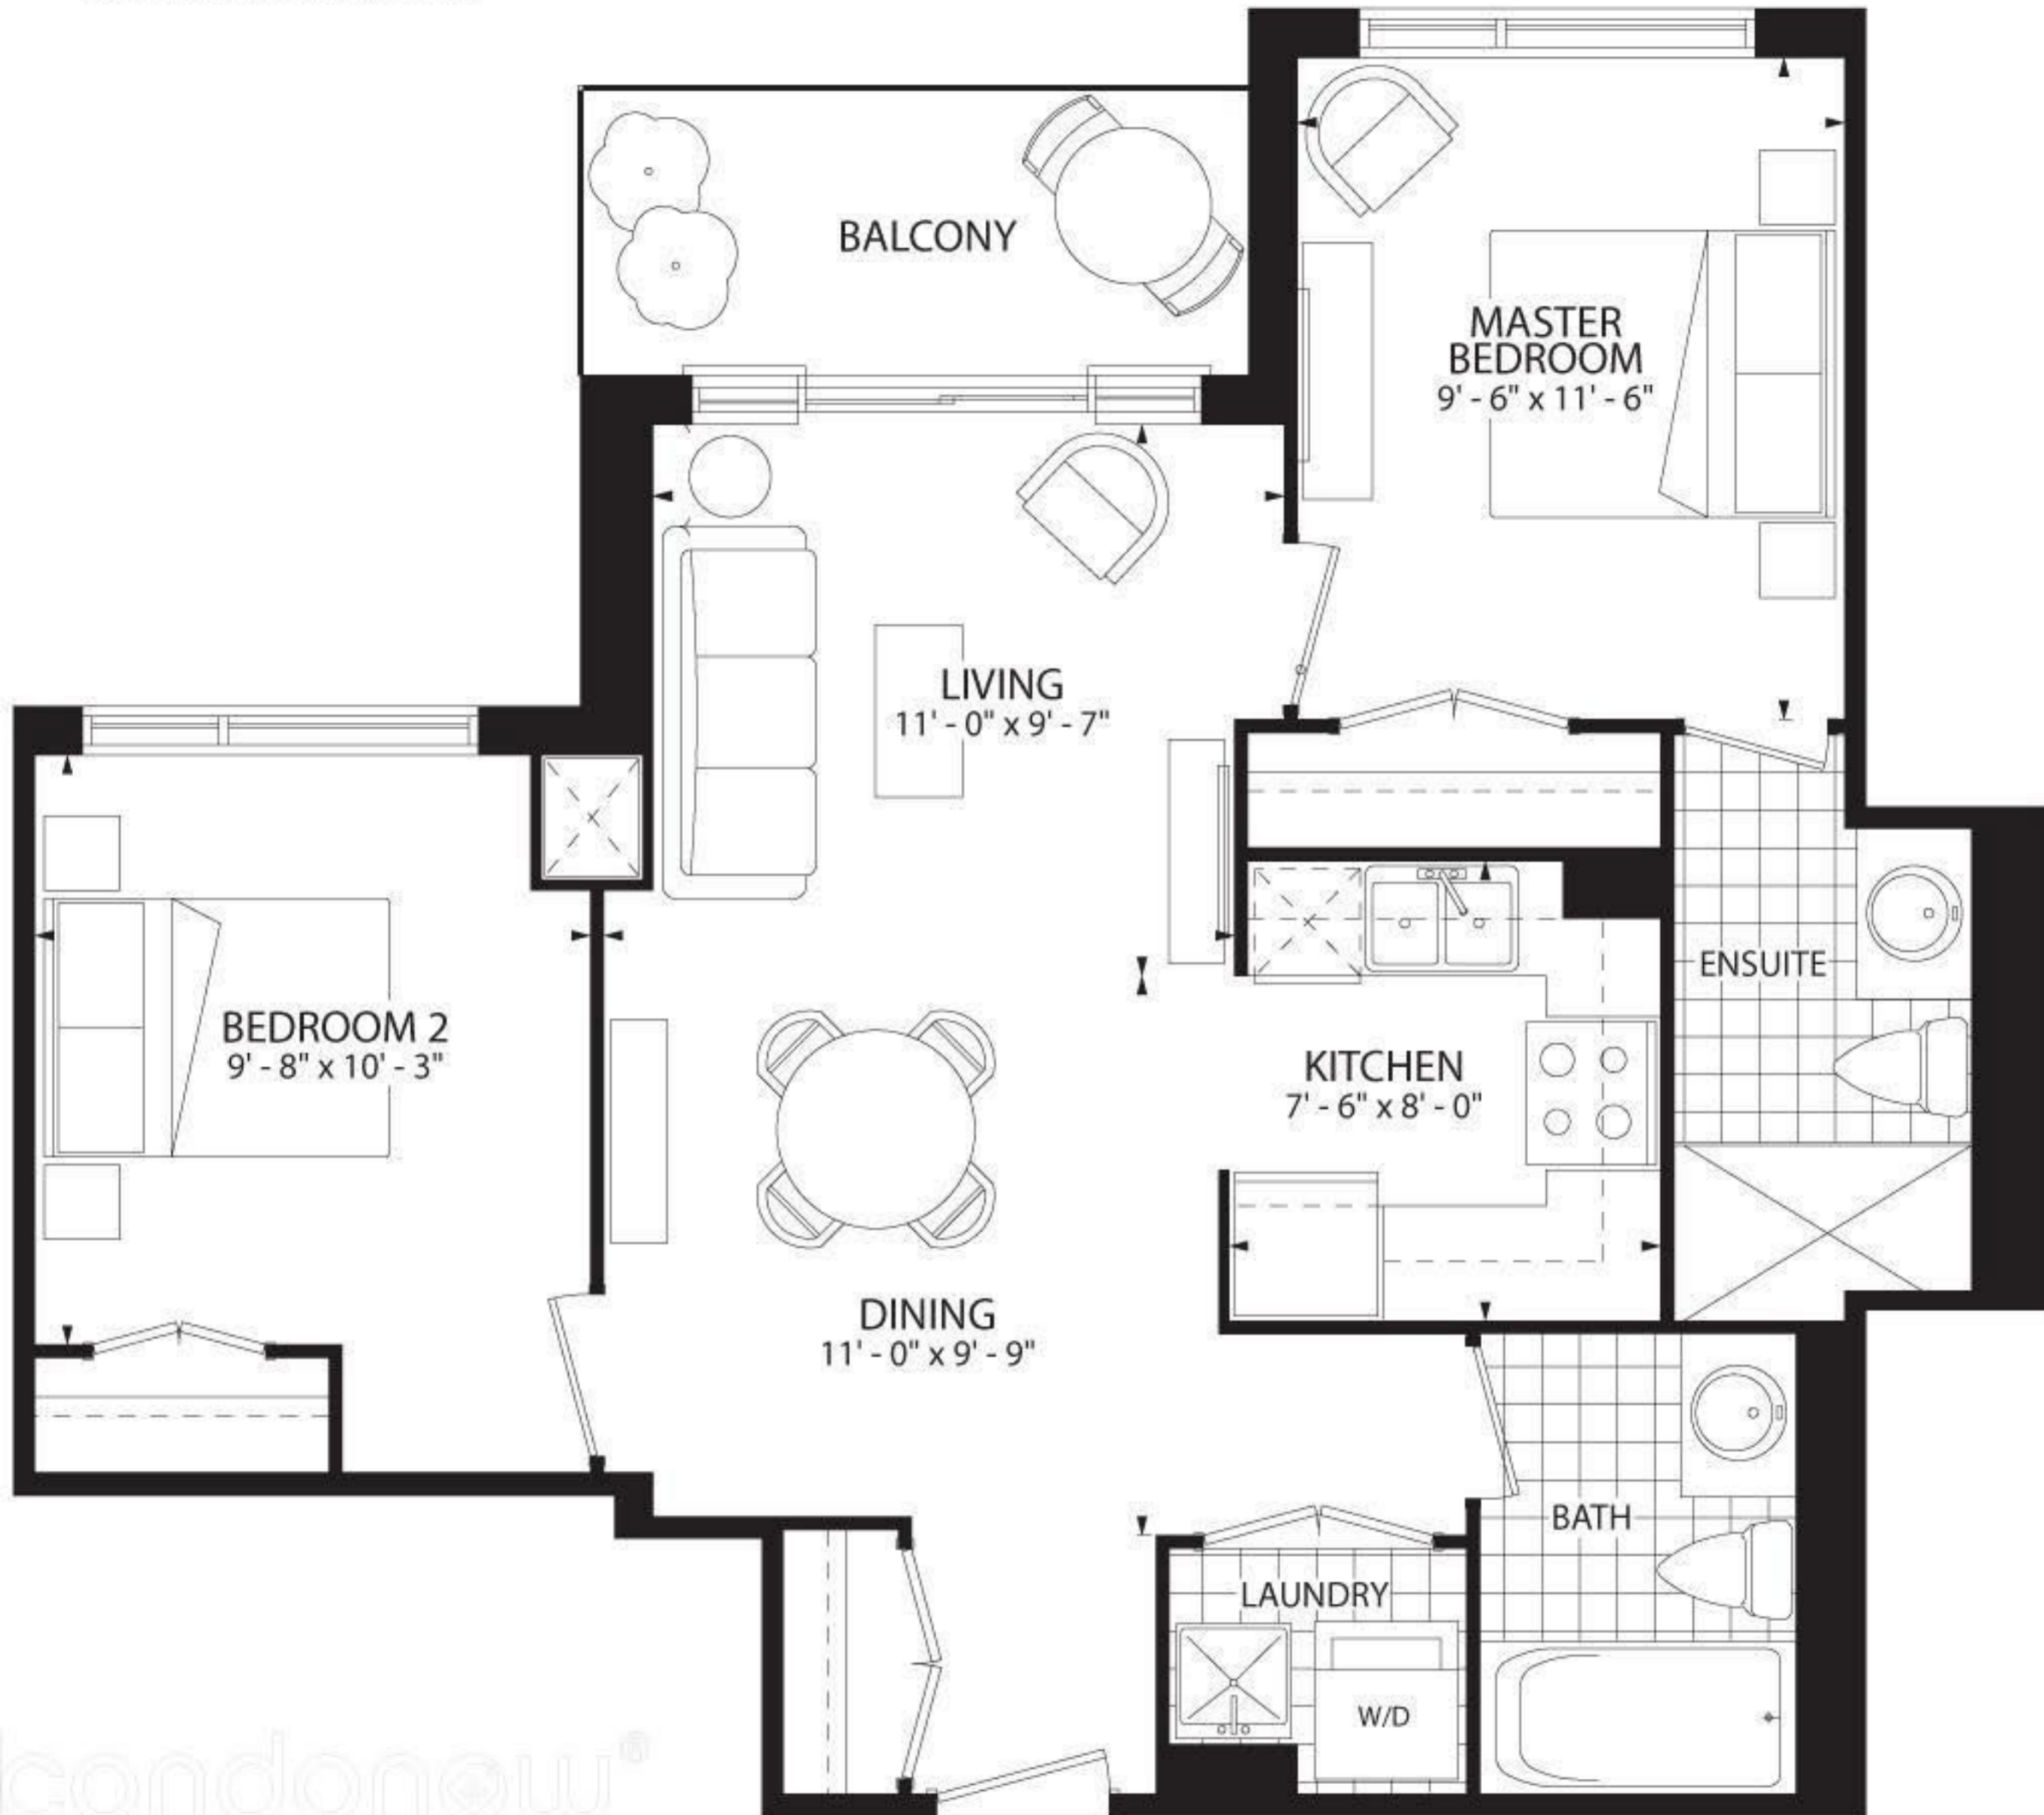 BALCONY
MASTER
BEDROOM
9' - 6" x 11' - 6"
LIVING
11' - 0" x 9' - 7"
ENSUITE
BEDROOM 2
9' - 8" x 10' - 3"
KITCHEN
7' - 6" x 8' - 0"
DINING
11' - 0" x 9' - 9"
BATH
LAUNDRY
W/D
condonow®